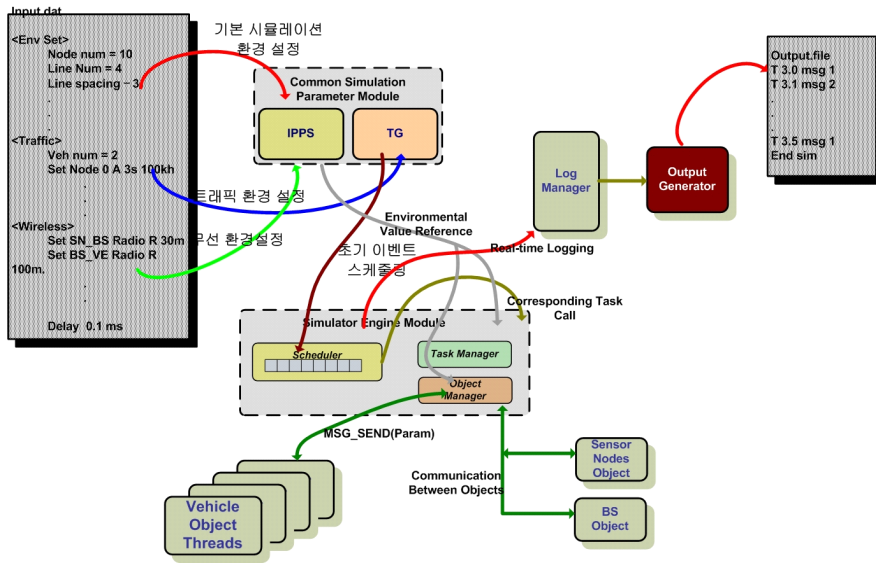 Input dat
<Env Set>
Node num = 10
Line Num = 4
Line spacing – 3
.
.
.
<Traffic>
Veh num = 2
Set Node 0 A 3s 100kh
.
.
.
<Wireless>
Set SN_BS Radio R 30m
Set BS_VE Radio R
100m.
.
.
Delay 0.1 ms
기본 시뮬레이션
환경 설정
Common Simulation
Parameter Module
IPPS
TG
트래픽 환경 설정
무선 환경설정
Environmental
Value Reference
초기 이벤트
스케줄링
Real-time Logging
Log
Manager
Output
Generator
Output.file
T 3.0 msg 1
T 3.1 msg 2
.
.
.
T 3.5 msg 1
End sim
Corresponding Task
Call
Simulator Engine Module
Scheduler
Task Manager
Object
Manager
MSG_SEND(Param)
Communication
Between Objects
Sensor
Nodes
Object
BS
Object
Vehicle
Object
Threads